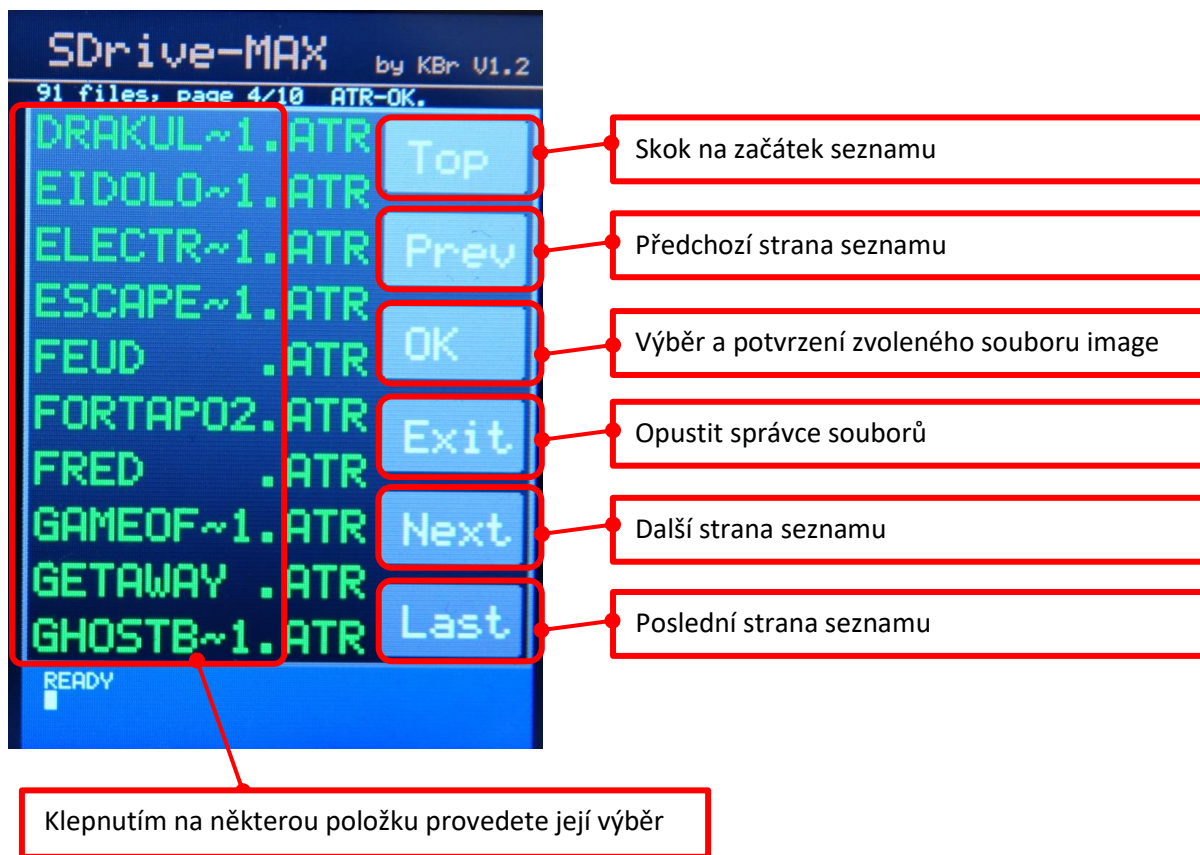 SDrive-MAX by KBr V1.2
91 files, page 4/10 ATR-OK.
DRAKUL~1.ATR
EIDOLO~1.ATR
ELECTR~1.ATR
ESCAPE~1.ATR
FEUD .ATR
FORTAPO2.ATR
FRED .ATR
GAMEOF~1.ATR
GETAWAY .ATR
GHOSTB~1.ATR
Top
Prev
OK
Exit
Next
Last
READY
Skok na začátek seznamu
Předchozí strana seznamu
Výběr a potvrzení zvoleného souboru image
Opustit správce souborů
Další strana seznamu
Poslední strana seznamu
Klepnutím na některou položku provedete její výběr